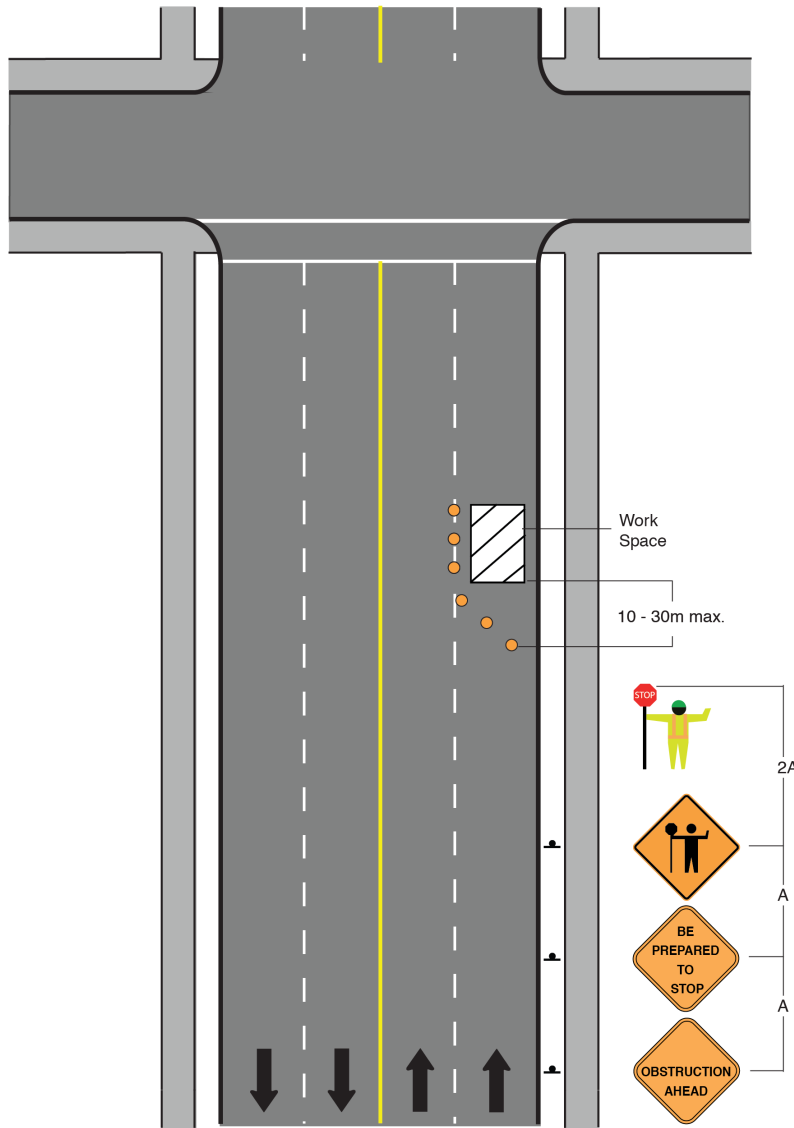 Work
Space
10 - 30m max.
STOP
2A
A
BE
PREPARED
TO
STOP
A
OBSTRUCTION
AHEAD